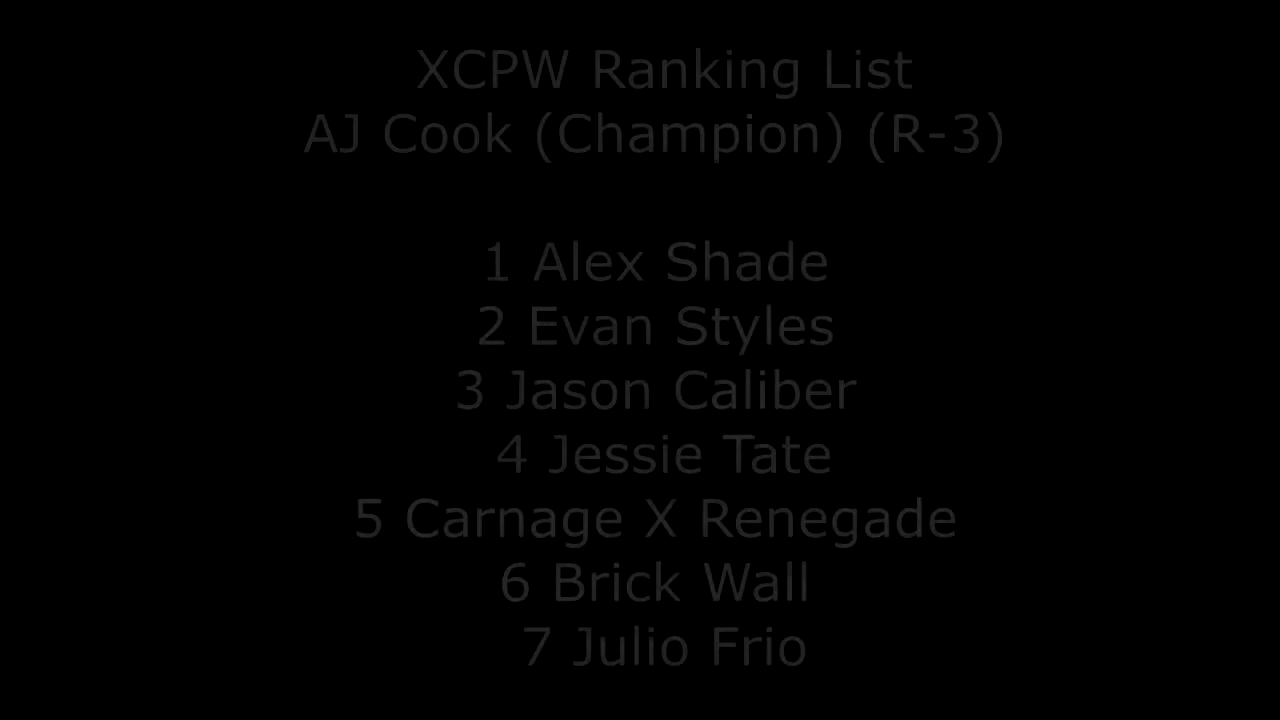 XCPW Ranking List
AJ Cook (Champion) (R-3)
1 Alex Shade
2 Evan Styles
3 Jason Caliber
4 Jessie Tate
5 Carnage X Renegade
6 Brick Wall
7 Julio Frio